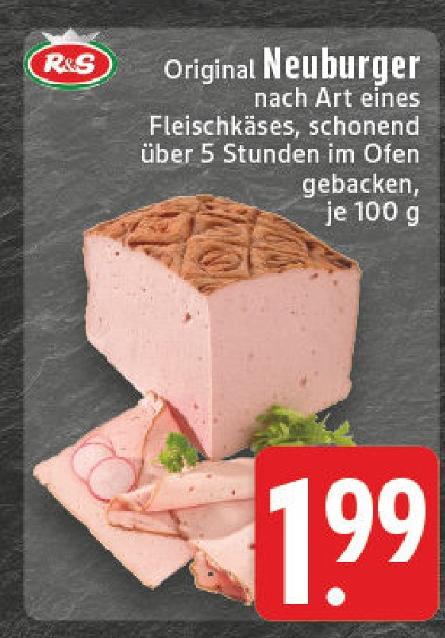 R&S
Original Neuburger
nach Art eines
Fleischkäses, schonend
über 5 Stunden im Ofen
gebacken,
je 100 g
1.99